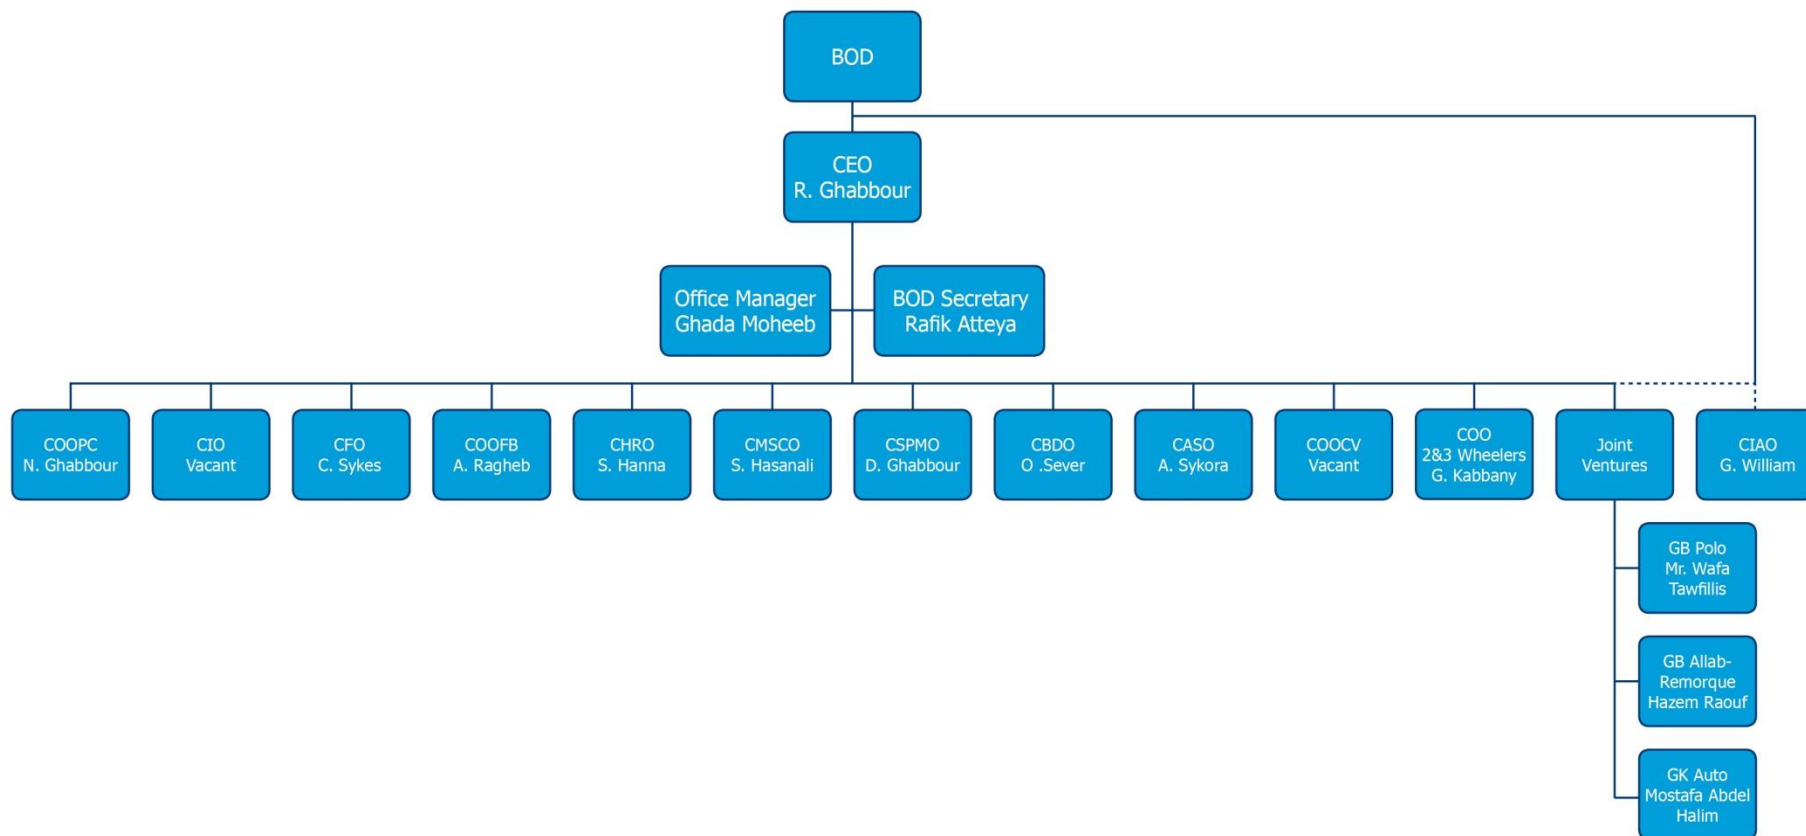 BOD
CEO
R. Ghabbour
Office Manager
Ghada Moheeb
BOD Secretary
Rafik Atteya
COOPC
N. Ghabbour
CIO
Vacant
CFO
C. Sykes
COOFB
A. Ragheb
CHRO
S. Hanna
CMSCO
S. Hasanali
CSPMO
D. Ghabbour
CBDO
O .Sever
CASO
A. Sykora
COOCV
Vacant
COO
2&3 Wheelers
G. Kabbany
Joint
Ventures
CIAO
G. William
GB Polo
Mr. Wafa
Tawfillis
GB Allab-
Remorque
Hazem Raouf
GK Auto
Mostafa Abdel
Halim